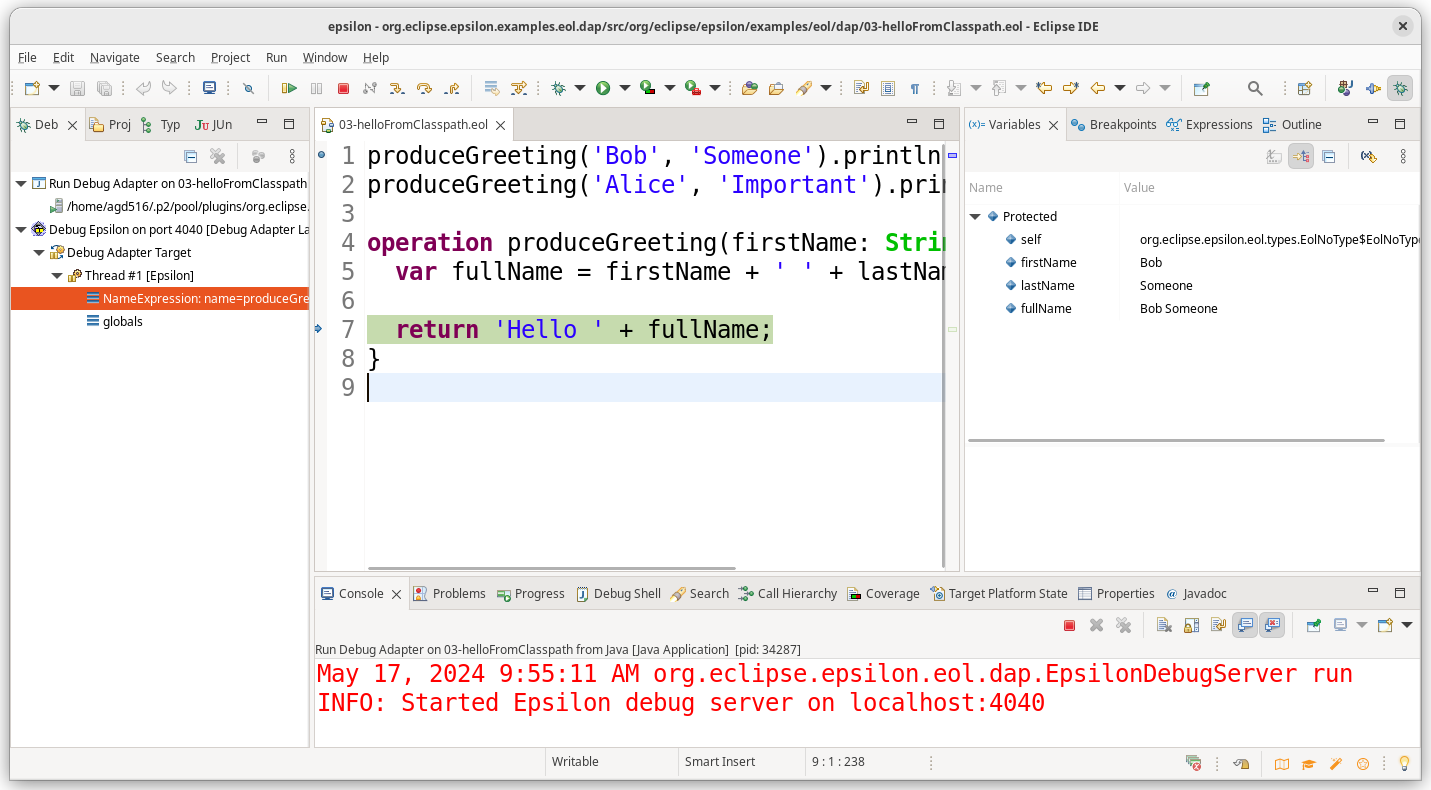 epsilon - org.eclipse.epsilon.examples.eol.dap/src/org/eclipse/epsilon/examples/eol/dap/03-helloFromClasspath.eol - Eclipse IDE
File Edit Navigate Search Project Run Window Help
Deb Proj Typ JUn
Run Debug Adapter on 03-helloFromClasspath
/home/agd516/.p2/pool/plugins/org.eclipse.
Debug Epsilon on port 4040 [Debug Adapter La
Debug Adapter Target
Thread #1 [Epsilon]
NameExpression: name=produceGre
globals
03-helloFromClasspath.eol
1 produceGreeting('Bob', 'Someone').println
2 produceGreeting('Alice', 'Important').prin
3
4 operation produceGreeting(firstName: Strin
5 var fullName = firstName + ' ' + lastNam
6
7 return 'Hello ' + fullName;
8 }
9
(x)= Variables Breakpoints Expressions Outline
Name Value
Protected
self org.eclipse.epsilon.eol.types.EolNoType$EolNoType
firstName Bob
lastName Someone
fullName Bob Someone
Console Problems Progress Debug Shell Search Call Hierarchy Coverage Target Platform State Properties @ Javadoc
Run Debug Adapter on 03-helloFromClasspath from Java [Java Application] [pid: 34287]
May 17, 2024 9:55:11 AM org.eclipse.epsilon.eol.dap.EpsilonDebugServer run
INFO: Started Epsilon debug server on localhost:4040
Writable Smart Insert 9 : 1 : 238